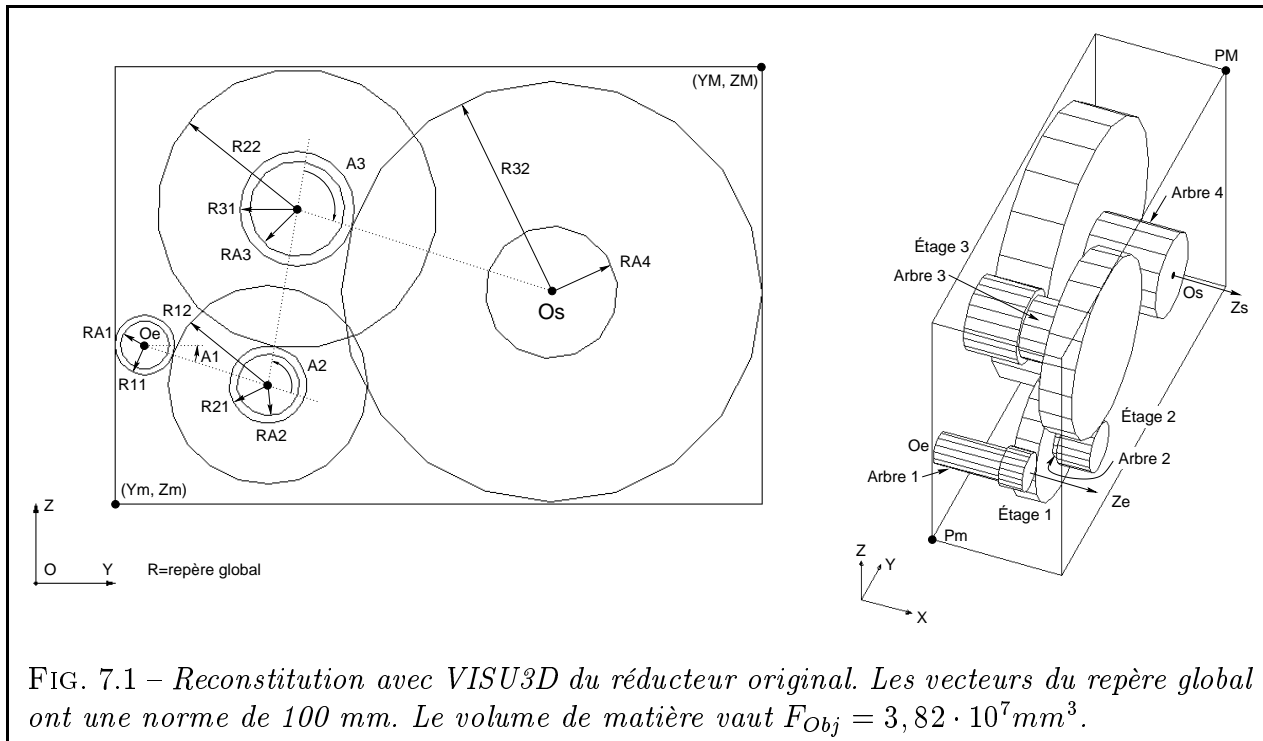 (YM, ZM)
R22
A3
R32
R31
RA3
RA4
Os
R12
RA1
Oe
A1
A2
R11
R21
RA2
(Ym, Zm)
Z
O
Y
R=repère global
PM
Arbre 4
Étage 3
Arbre 3
Os
Zs
Étage 2
Oe
Arbre 1
Arbre 2
Ze
Étage 1
Pm
Z
Y
X
FIG. 7.1 – Reconstitution avec VISU3D du réducteur original. Les vecteurs du repère global
ont une norme de 100 mm. Le volume de matière vaut F_{Obj} = 3,82 · 10^7 mm^3.